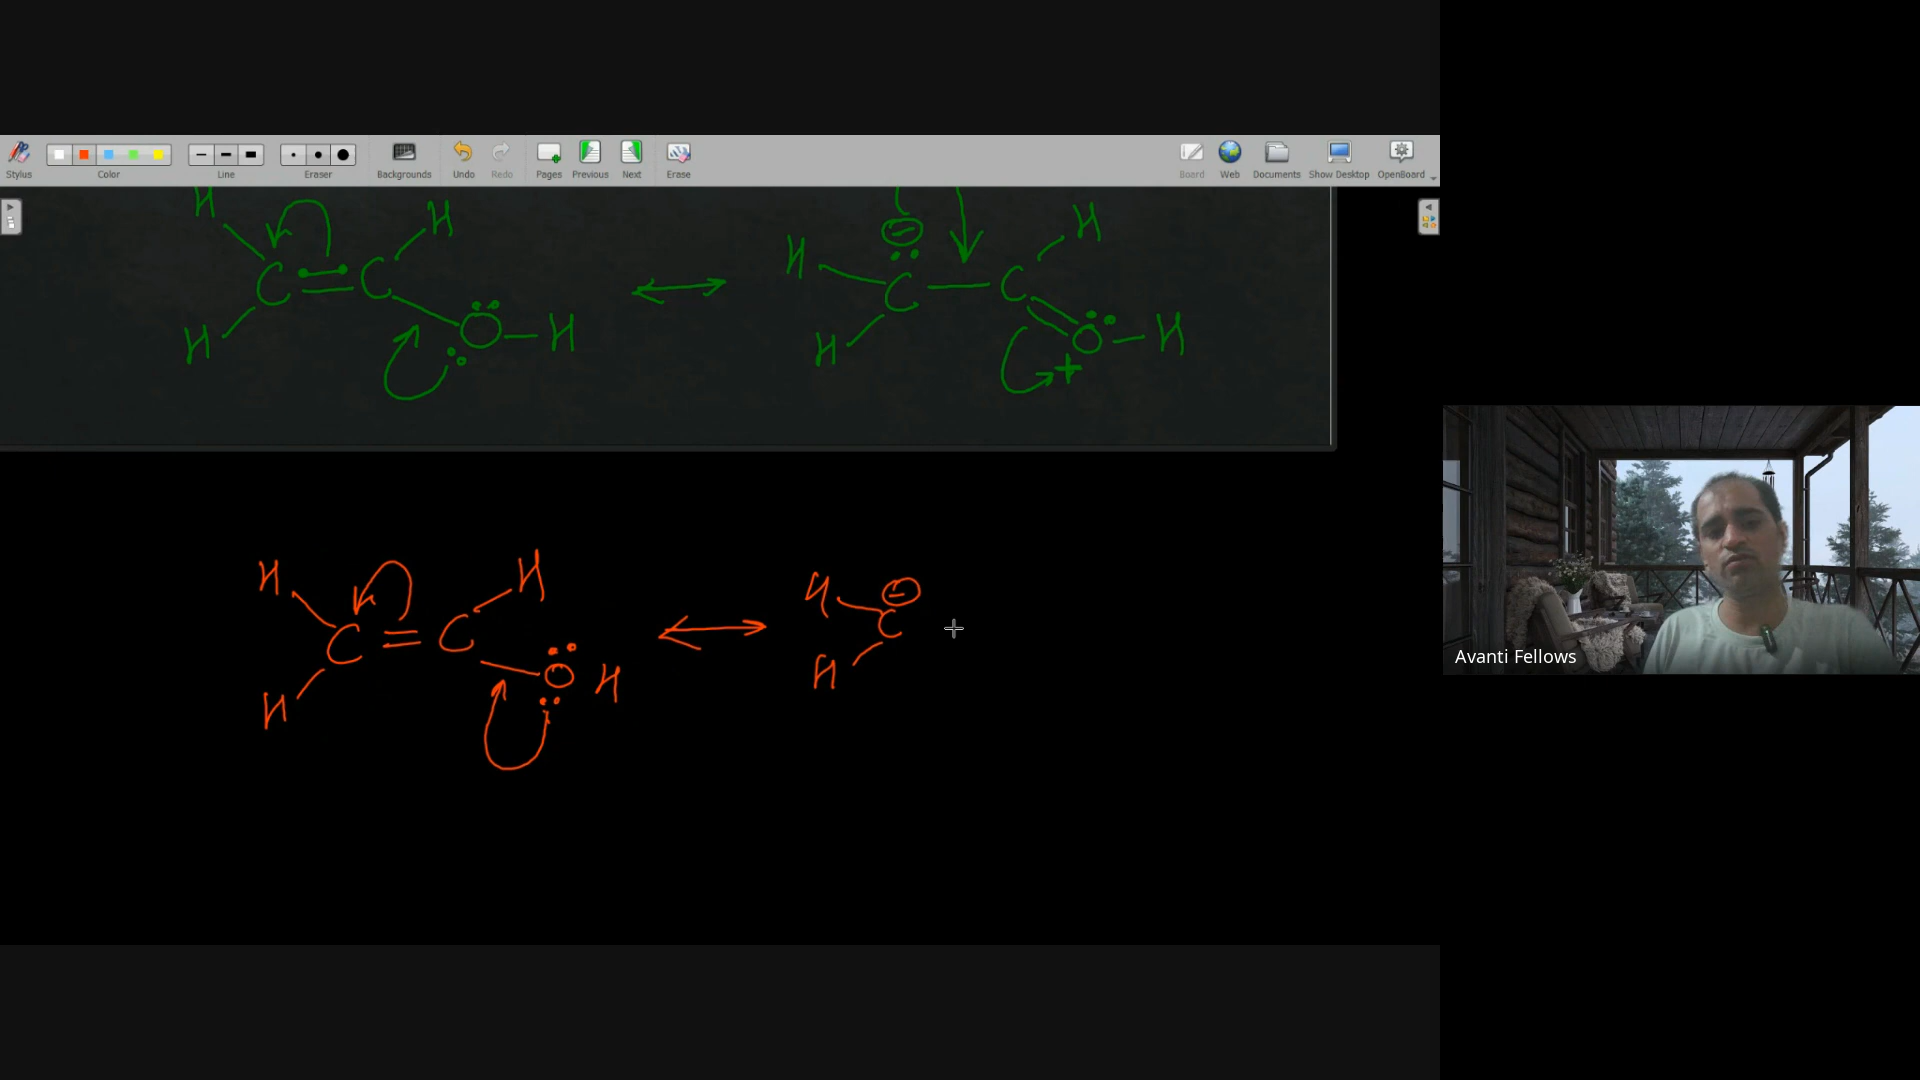 Stylus Color Line Eraser Backgrounds Undo Redo Pages Previous Next Erase Board Web Documents Show Desktop OpenBoard
H H
C = C
H O – H
H ⊖ H
C – C
H O – H
+
H H
C = C
H O H
H ⊖
C
H
Avanti Fellows